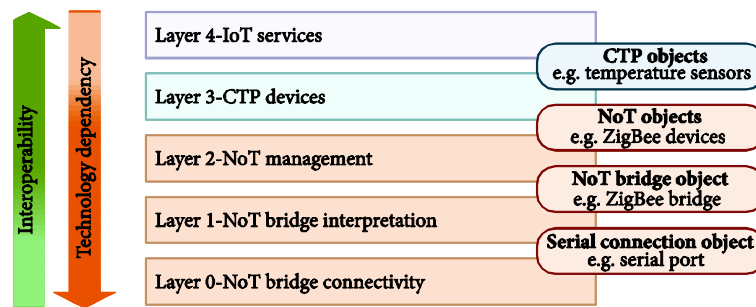 Interoperability
Technology dependency
Layer 4-IoT services
CTP objects
e.g. temperature sensors
Layer 3-CTP devices
NoT objects
e.g. ZigBee devices
Layer 2-NoT management
NoT bridge object
e.g. ZigBee bridge
Layer 1-NoT bridge interpretation
Serial connection object
e.g. serial port
Layer 0-NoT bridge connectivity